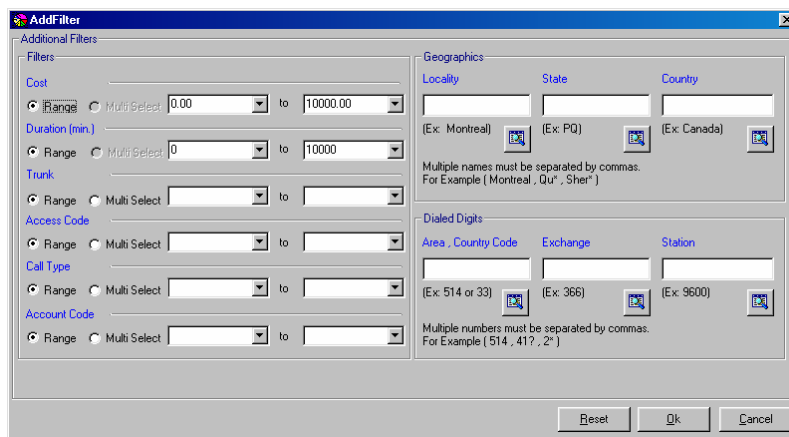 AddFilter
Additional Filters
Filters
Cost
Range Multi Select 0.00 to 10000.00
Duration (min.)
Range Multi Select 0 to 10000
Trunk
Range Multi Select to
Access Code
Range Multi Select to
Call Type
Range Multi Select to
Account Code
Range Multi Select to
Geographics
Locality State Country
(Ex: Montreal) (Ex: PQ) (Ex: Canada)
Multiple names must be separated by commas.
For Example ( Montreal , Qu* , Sher* )
Dialed Digits
Area , Country Code Exchange Station
(Ex: 514 or 33) (Ex: 366) (Ex: 9600)
Multiple numbers must be separated by commas.
For Example ( 514 , 41? , 2* )
Reset Ok Cancel